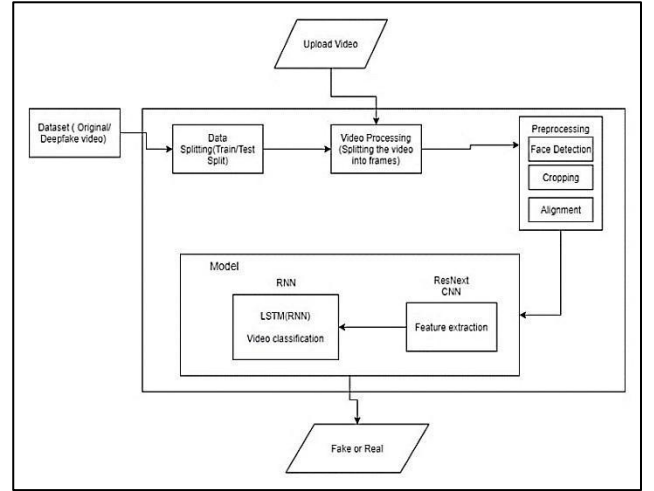 Upload Video
Dataset ( Original/
Deepfake video)
Data
Splitting(Train/Test
Split)
Video Processing
(Splitting the video
into frames)
Preprocessing
Face Detection
Cropping
Alignment
Model
RNN
LSTM(RNN)
Video classification
ResNext
CNN
Feature extraction
Fake or Real